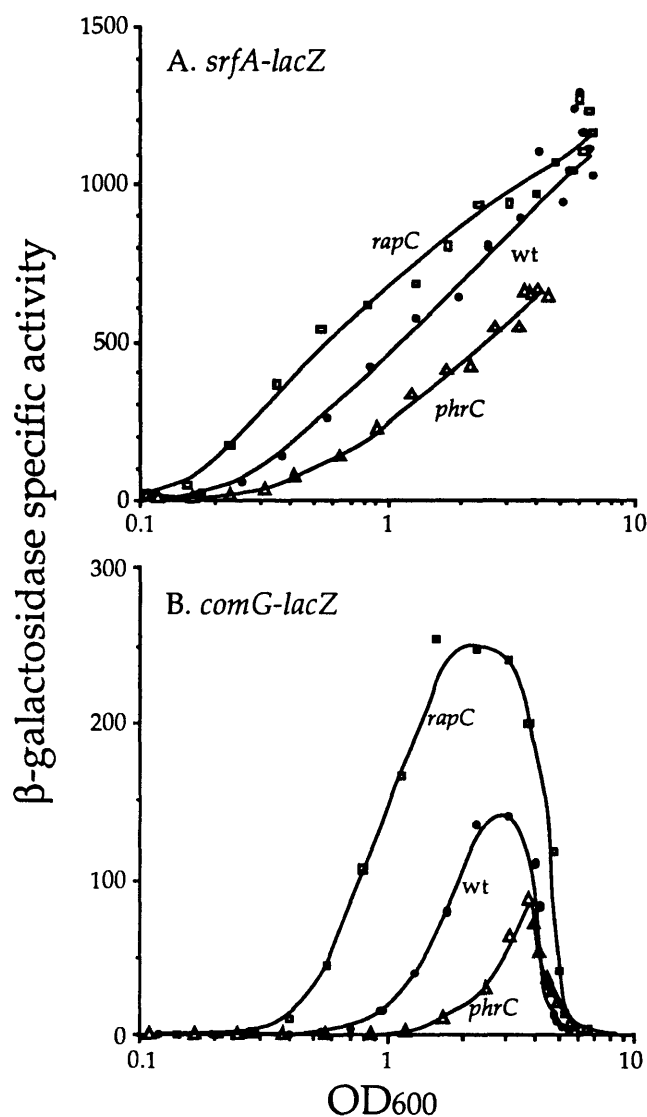 β-galactosidase specific activity
A. srfA-lacZ
1500
1000
500
0
rapC
wt
phrC
0.1
1
10
B. comG-lacZ
300
200
100
0
rapC
wt
phrC
0.1
1
10
OD600